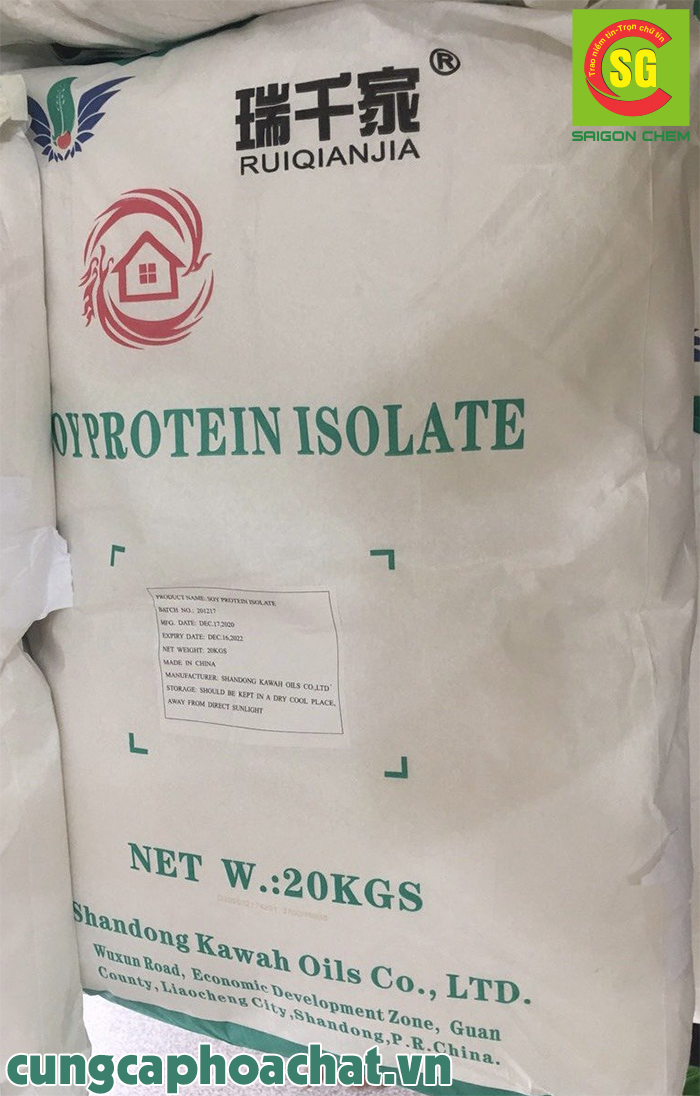 瑞千家®
RUIQIANJIA
Trao niềm tin-Trọn chữ tín
SG
SAIGON CHEM
OY PROTEIN ISOLATE
PRODUCT NAME: SOY PROTEIN ISOLATE
BATCH NO.: 201217
MFG. DATE: DEC.17,2020
EXPIRY DATE: DEC.16,2022
NET WEIGHT: 20KGS
MADE IN CHINA
MANUFACTURER: SHANDONG KAWAH OILS CO.,LTD
STORAGE: SHOULD BE KEPT IN A DRY COOL PLACE,
AWAY FROM DIRECT SUNLIGHT
NET W.:20KGS
Shandong Kawah Oils Co., LTD.
Wuxun Road, Economic Development Zone, Guan
County, Liaocheng City,Shandong,P.R.China.
cungcaphoachat.vn